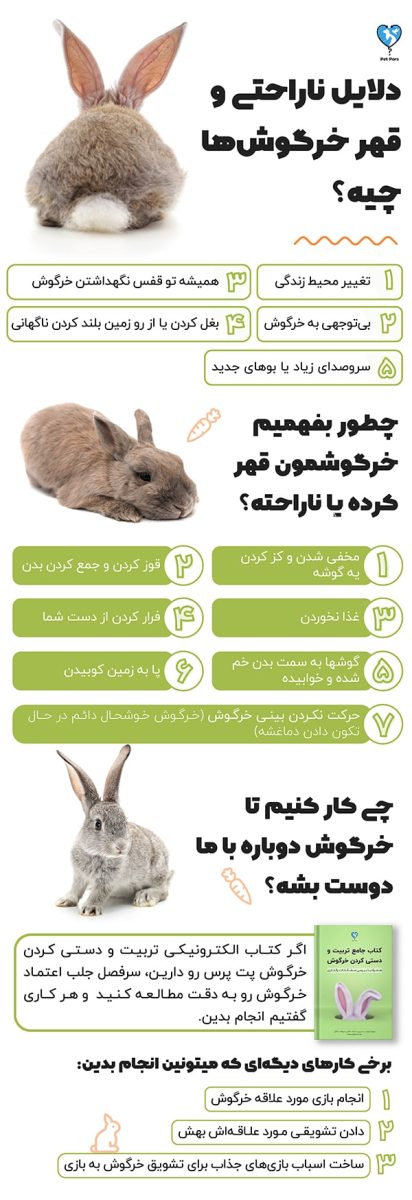 Pet Pors
دلایل ناراحتی و
قهر خرگوش‌ها
چیه؟
۱ تغییر محیط زندگی
۲ بی‌توجهی به خرگوش
۳ همیشه تو قفس نگهداشتن خرگوش
۴ بغل کردن یا از رو زمین بلند کردن ناگهانی
۵ سروصدای زیاد یا بوهای جدید
چطور بفهمیم
خرگوشمون قهر
کرده یا ناراحته؟
۱ مخفی شدن و کز کردن
یه گوشه
۲ قوز کردن و جمع کردن بدن
۳ غذا نخوردن
۴ فرار کردن از دست شما
۵ گوشها به سمت بدن خم
شده و خوابیده
۶ پا به زمین کوبیدن
۷ حرکت نکردن بینی خرگوش (خرگوش خوشحال دائم در حال
تکون دادن دماغشه)
چی کار کنیم تا
خرگوش دوباره با ما
دوست بشه؟
کتاب جامع تربیت و
دستی کردن خرگوش
اگر کتاب الکترونیکی تربیت و دستی کردن
خرگوش پت پرس رو دارین، سرفصل جلب اعتماد
خرگوش رو به دقت مطالعه کنید و هر کاری
گفتیم انجام بدین.
برخی کارهای دیگه‌ای که میتونین انجام بدین:
۱ انجام بازی مورد علاقه خرگوش
۲ دادن تشویقی مورد علاقه‌اش بهش
۳ ساخت اسباب بازی‌های جذاب برای تشویق خرگوش به بازی